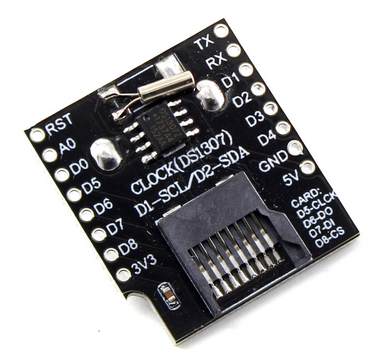 TX
RX
D1
D2
D3
D4
GND
5V
RST
A0
D0
D5
D6
D7
D8
3V3
CLOCK(DS1307)
D1-SCL/D2-SDA
CARD:
D5-CLCK
D6-DO
D7-DI
D8-CS